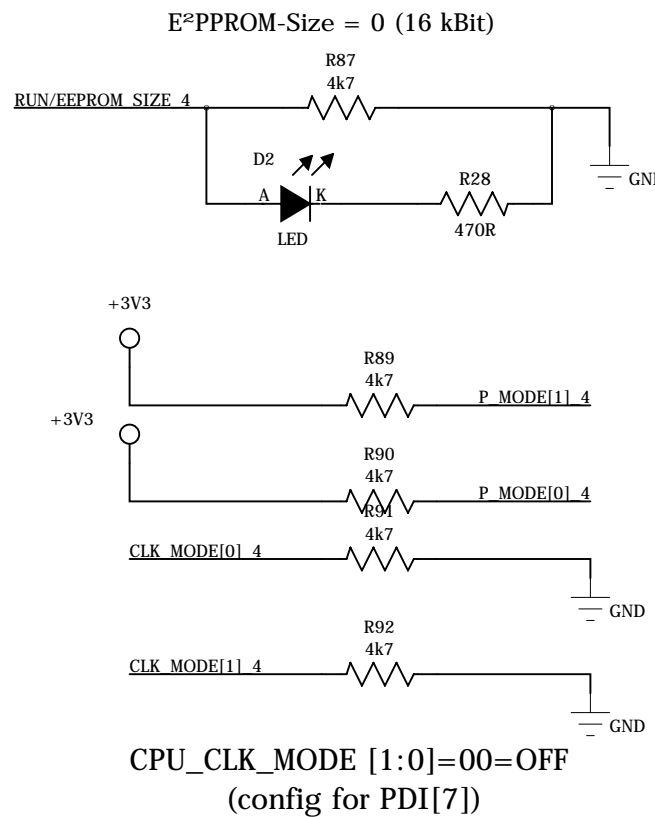 E²PPROM-Size = 0 (16 kBit)
R87
4k7
RUN/EEPROM_SIZE_4
D2
A K
LED
R28
470R
GND
+3V3
R89
4k7
P_MODE[1]_4
+3V3
R90
4k7
P_MODE[0]_4
R91
4k7
CLK_MODE[0]_4
GND
R92
4k7
CLK_MODE[1]_4
GND
CPU_CLK_MODE [1:0]=00=OFF
(config for PDI[7])